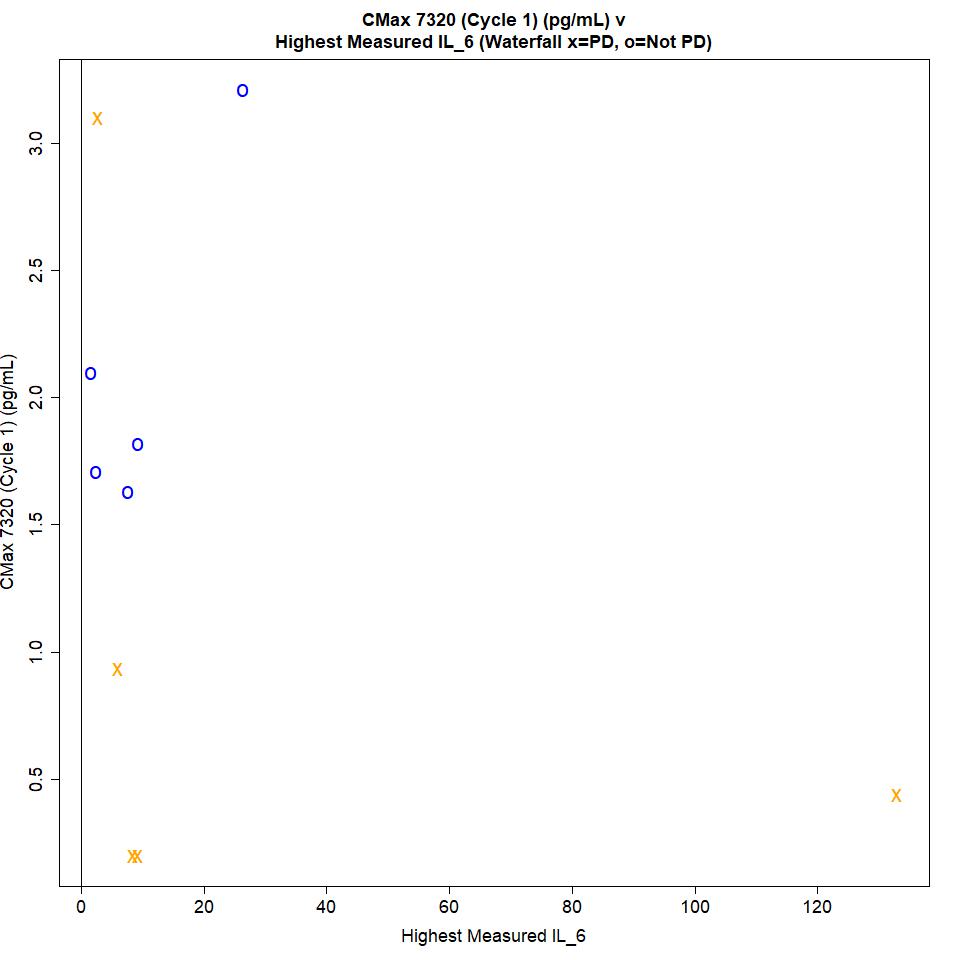 CMax 7320 (Cycle 1) (pg/mL) v
Highest Measured IL_6 (Waterfall x=PD, o=Not PD)
CMax 7320 (Cycle 1) (pg/mL)
3.0
2.5
2.0
1.5
1.0
0.5
O
X
O
O
O
O
X
X
XX
0 20 40 60 80 100 120
Highest Measured IL_6